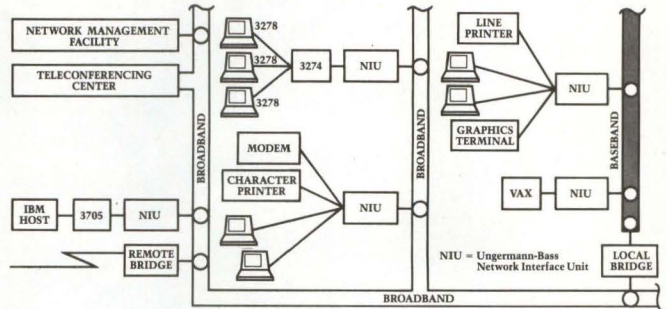 NETWORK MANAGEMENT
FACILITY
TELECONFERENCING
CENTER
3278
3278
3278
3274
NIU
LINE
PRINTER
NIU
GRAPHICS
TERMINAL
BROADBAND
BROADBAND
BASEBAND
MODEM
CHARACTER
PRINTER
NIU
VAX
NIU
IBM
HOST
3705
NIU
REMOTE
BRIDGE
NIU = Ungermann-Bass
Network Interface Unit
LOCAL
BRIDGE
BROADBAND